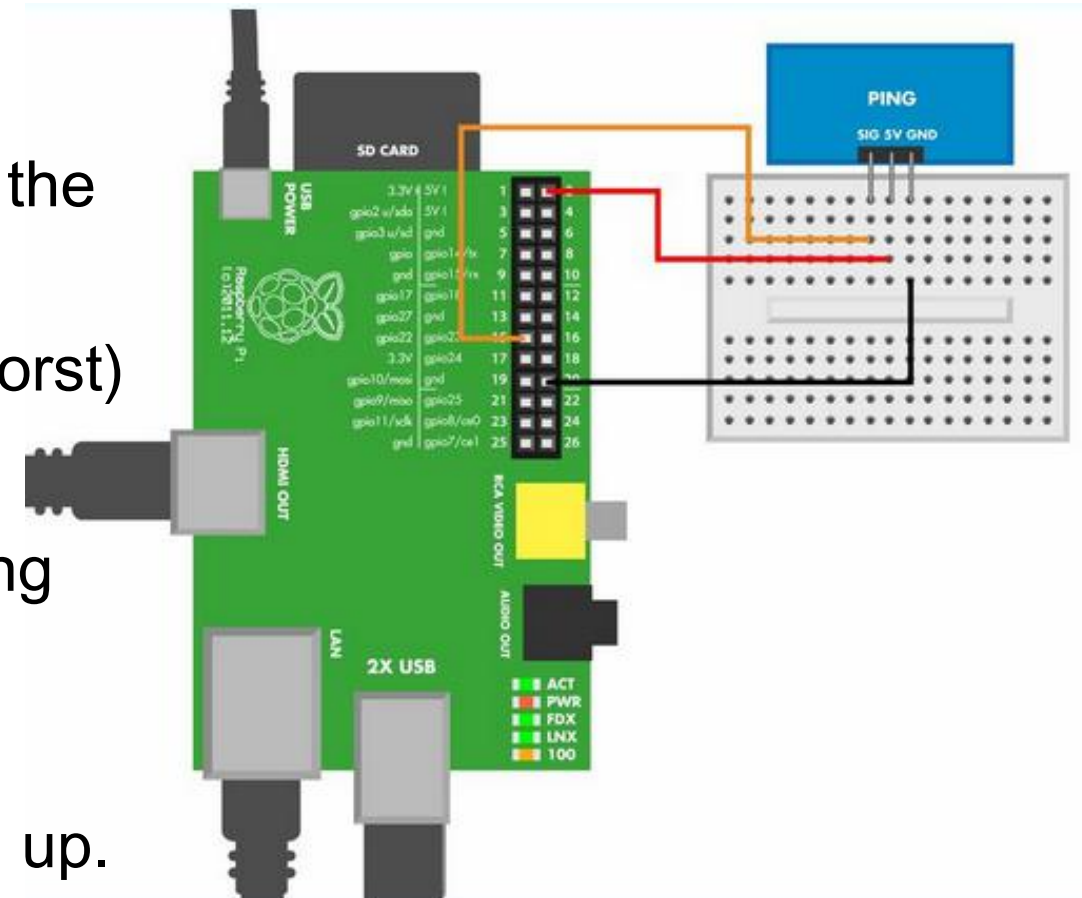 the
orst)
ng
up.
SD CARD
USB
POWER
3.3V 5V 1
gpio2 u/sda 5V 3 4
gpio3 u/scl gnd 5 6
gpio 7 8
gnd 9 10
gpio17 11 12
gpio27 gnd 13 14
gpio22 16
3.3V gpio24 17 18
gpio10/mosi gnd 19
gpio9/miso gpio25 21 22
gpio8/ce0 23 24
gnd gpio7/ce1 25 26
Raspberry Pi
HDMI OUT
RCA VIDEO OUT
AUDIO OUT
LAN
2X USB
ACT
PWR
FDX
LNX
100
PING
SIG 5V GND